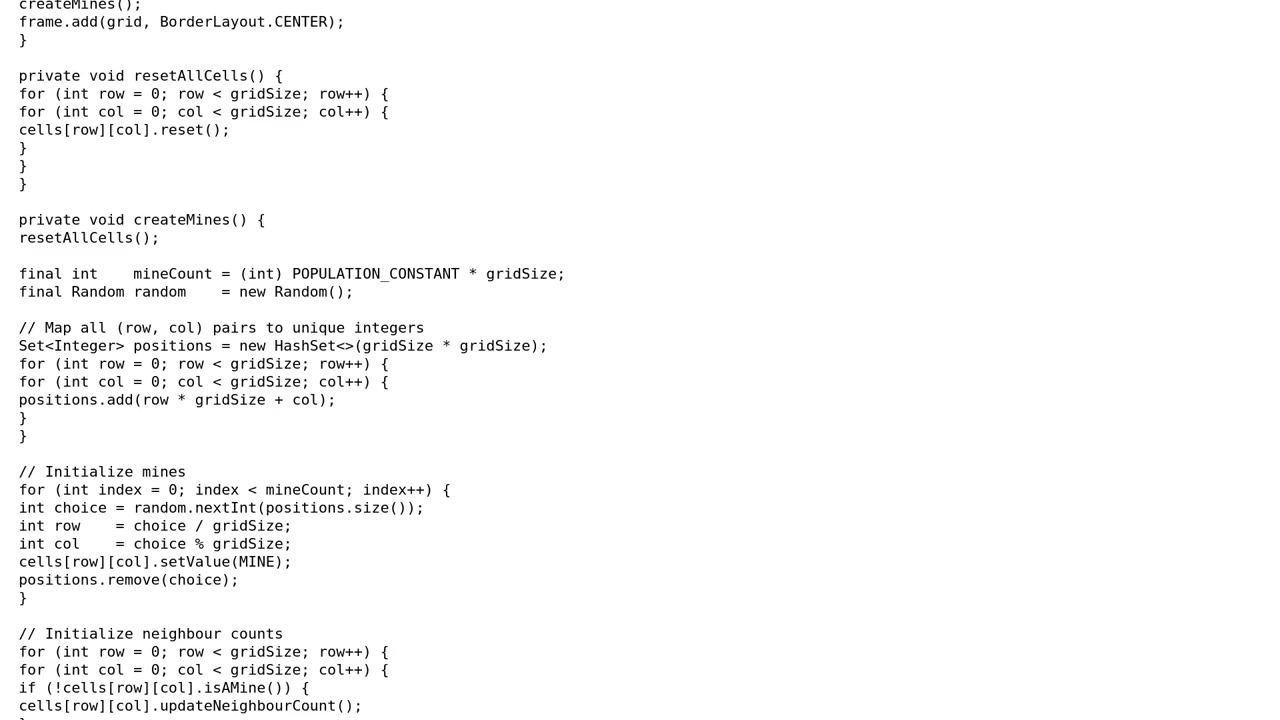 createMines();
frame.add(grid, BorderLayout.CENTER);
}

private void resetAllCells() {
for (int row = 0; row < gridSize; row++) {
for (int col = 0; col < gridSize; col++) {
cells[row][col].reset();
}
}
}

private void createMines() {
resetAllCells();

final int    mineCount = (int) POPULATION_CONSTANT * gridSize;
final Random random    = new Random();

// Map all (row, col) pairs to unique integers
Set<Integer> positions = new HashSet<>(gridSize * gridSize);
for (int row = 0; row < gridSize; row++) {
for (int col = 0; col < gridSize; col++) {
positions.add(row * gridSize + col);
}
}

// Initialize mines
for (int index = 0; index < mineCount; index++) {
int choice = random.nextInt(positions.size());
int row    = choice / gridSize;
int col    = choice % gridSize;
cells[row][col].setValue(MINE);
positions.remove(choice);
}

// Initialize neighbour counts
for (int row = 0; row < gridSize; row++) {
for (int col = 0; col < gridSize; col++) {
if (!cells[row][col].isAMine()) {
cells[row][col].updateNeighbourCount();
}